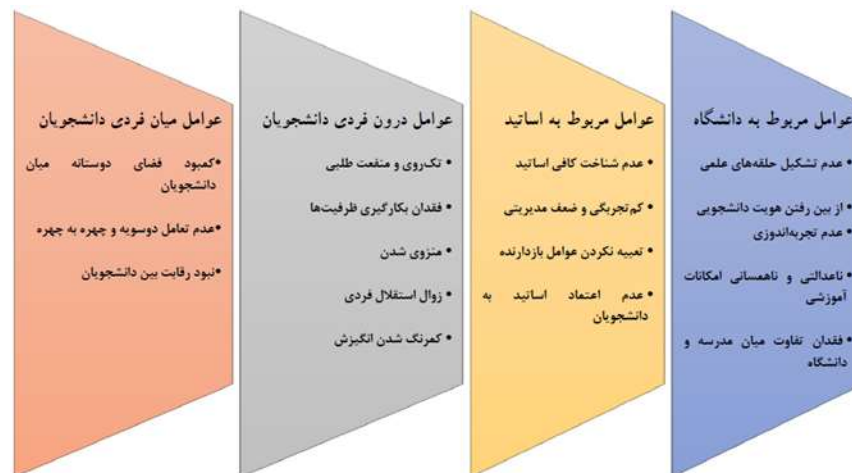 عوامل مربوط به دانشگاه
• عدم تشکیل حلقه‌های علمی
• از بین رفتن هویت دانشجویی
• عدم تجربه‌اندوزی
• ناعدالتی و ناهمسانی امکانات
آموزشی
• فقدان تفاوت میان مدرسه و
دانشگاه
عوامل مربوط به اساتید
• عدم شناخت کافی اساتید
• کم‌تجربگی و ضعف مدیریتی
• تعبیه نکردن عوامل بازدارنده
• عدم اعتماد اساتید به
دانشجویان
عوامل درون فردی دانشجویان
• تک‌روی و منفعت طلبی
• فقدان بکارگیری ظرفیت‌ها
• منزوی شدن
• زوال استقلال فردی
• کمرنگ شدن انگیزش
عوامل میان فردی دانشجویان
•کمبود فضای دوستانه میان
دانشجویان
•عدم تعامل دوسویه و چهره به چهره
•نبود رقابت بین دانشجویان